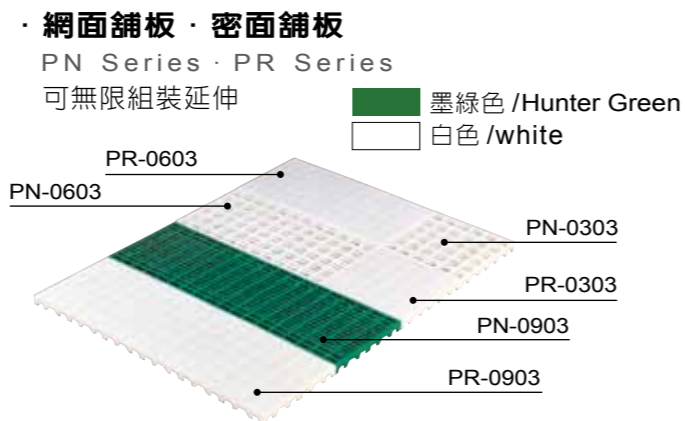 · 網面舖板 · 密面舖板
PN Series · PR Series
可無限組裝延伸
墨綠色 /Hunter Green
白色 /white
PR-0603
PN-0603
PN-0303
PR-0303
PN-0903
PR-0903